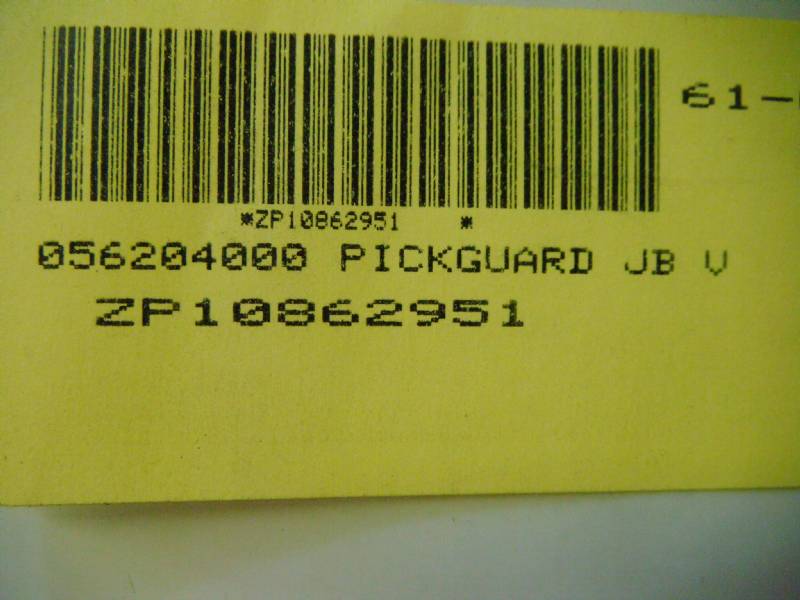 61-
*ZP10862951 *
056204000 PICKGUARD JB V
ZP10862951